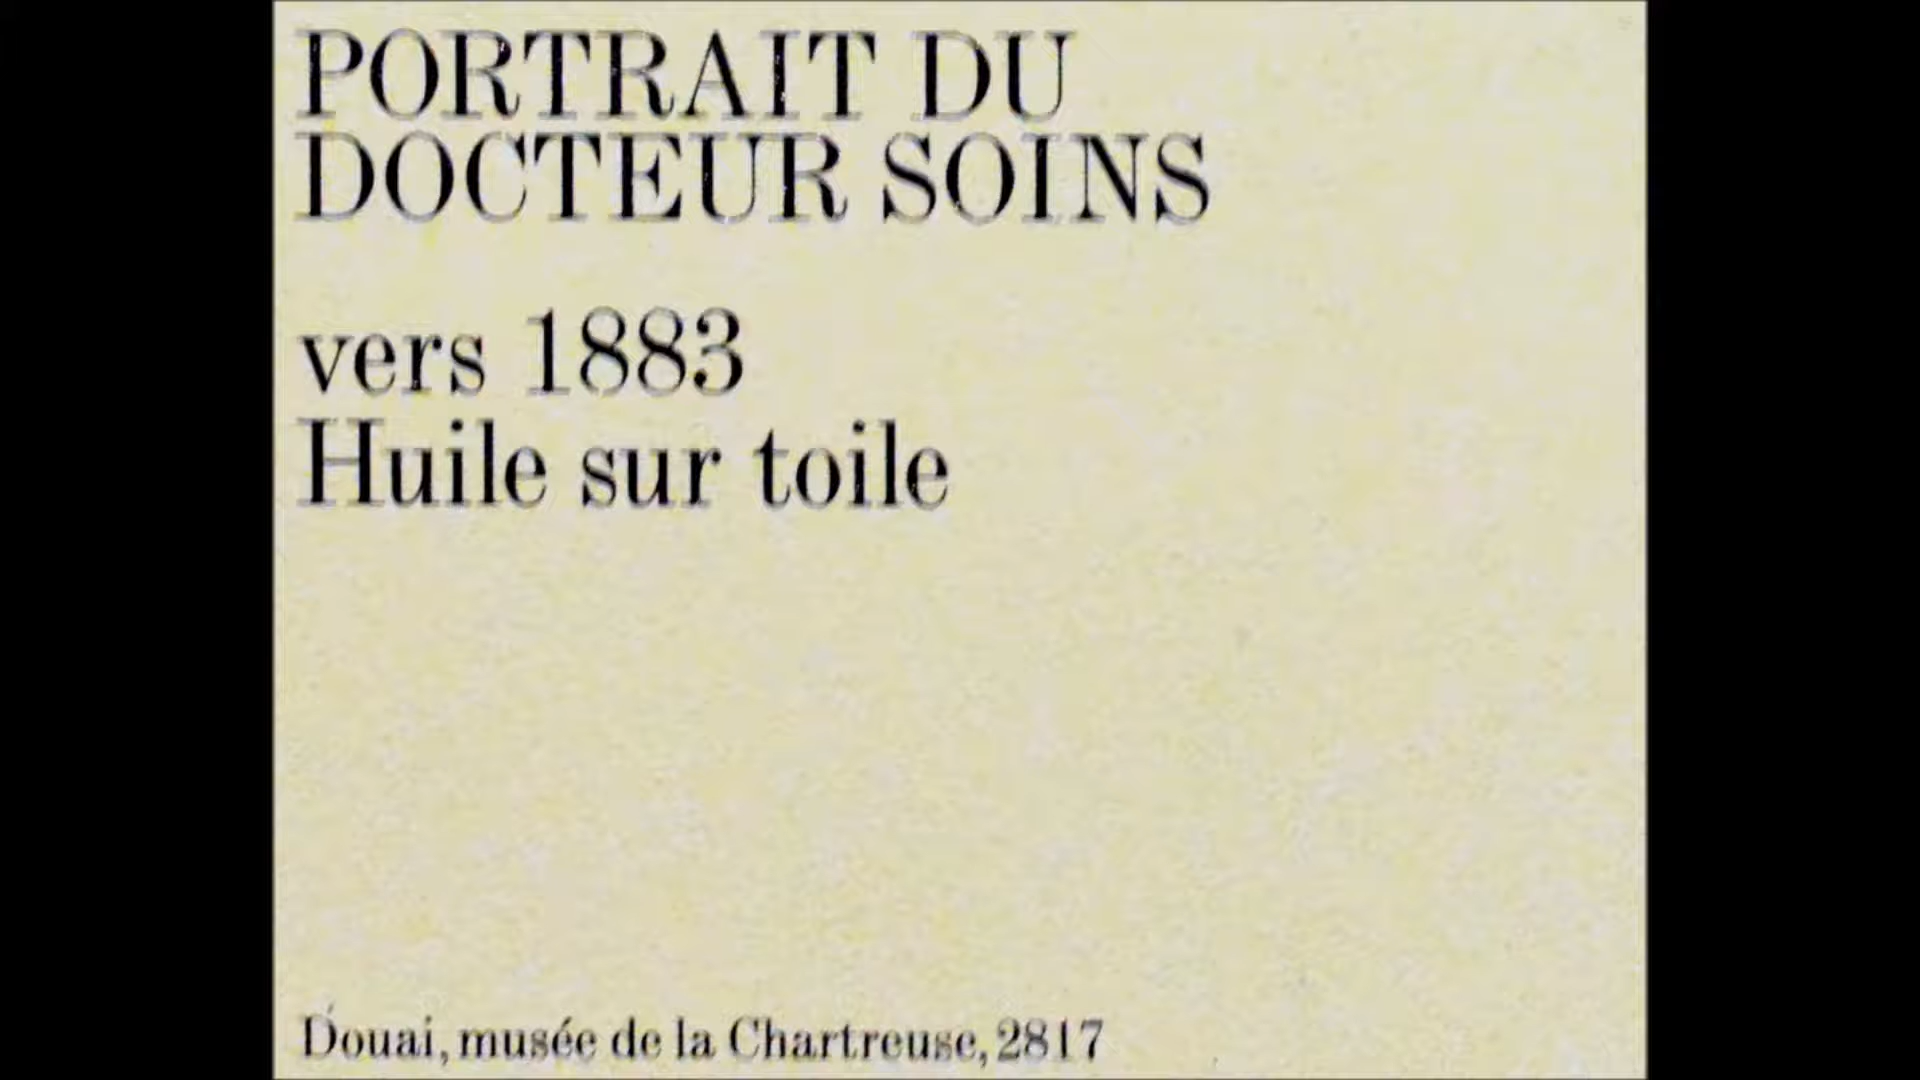 PORTRAIT DU
DOCTEUR SOINS
vers 1883
Huile sur toile
Douai, musée de la Chartreuse, 2817